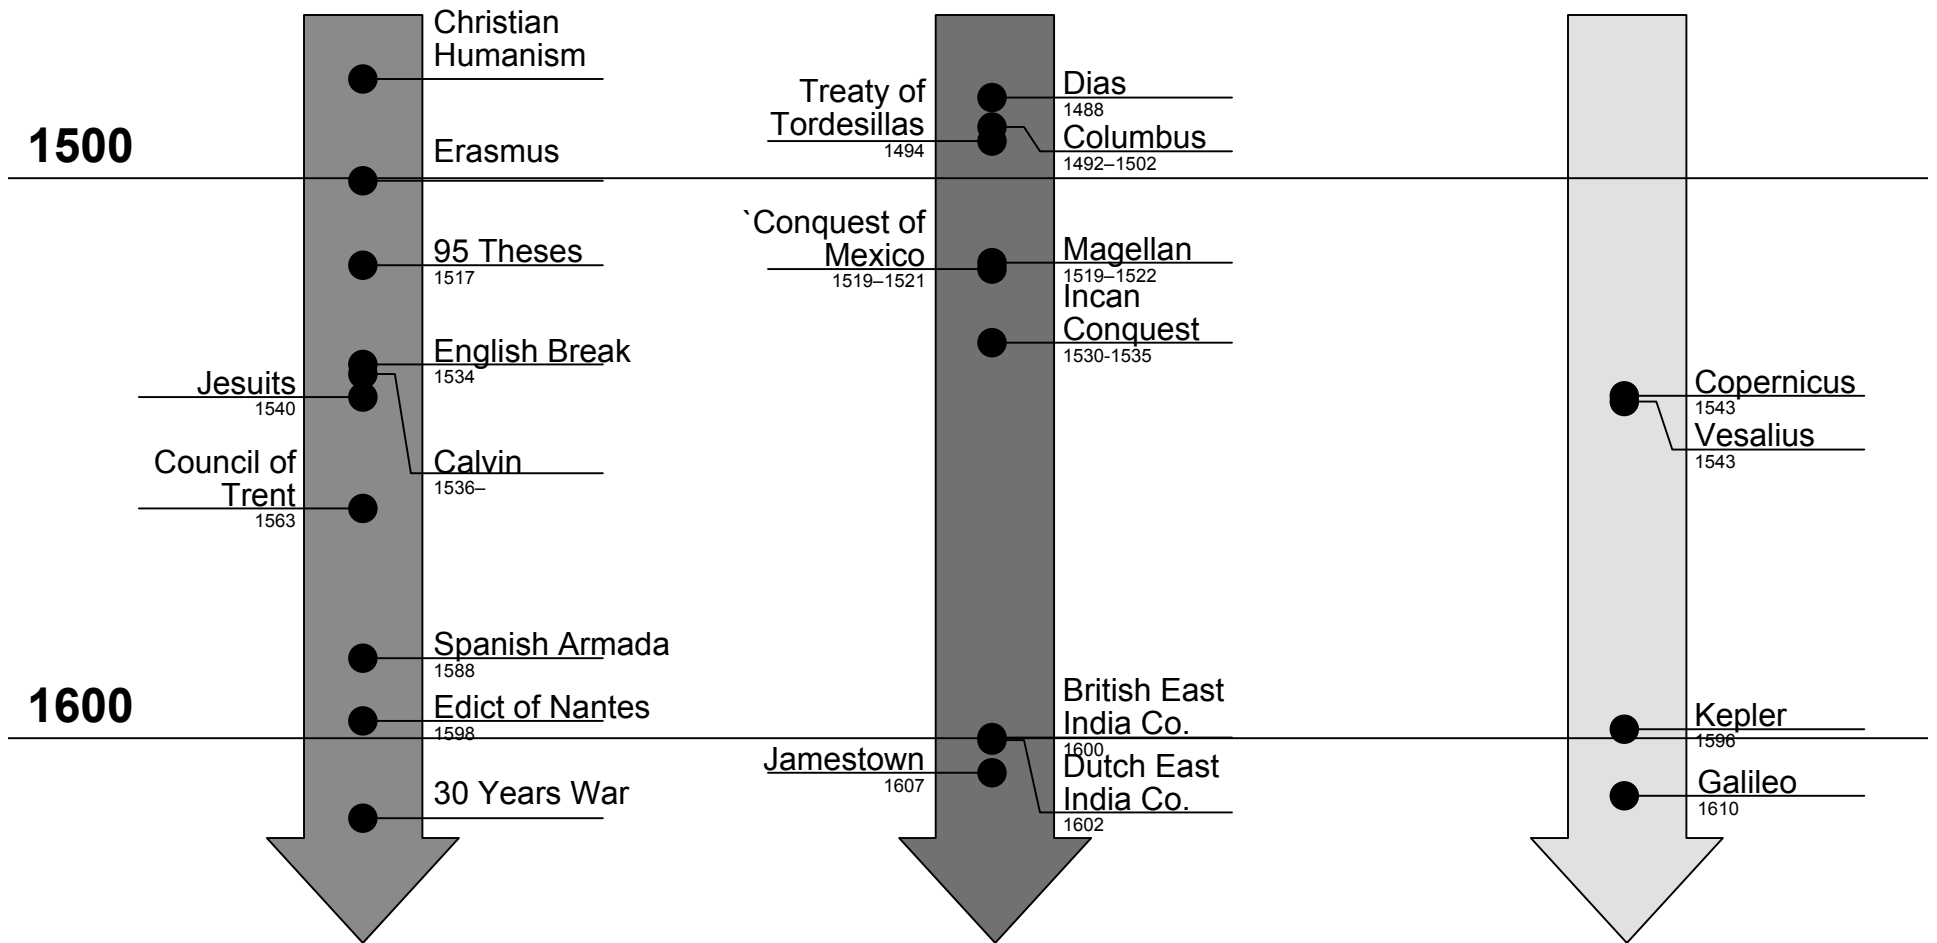 Christian
Humanism
1500
Erasmus
95 Theses
1517
English Break
1534
Jesuits
1540
Calvin
1536–
Council of
Trent
1563
Spanish Armada
1588
1600
Edict of Nantes
1598
30 Years War
Dias
1488
Treaty of
Tordesillas
1494
Columbus
1492–1502
`Conquest of
Mexico
1519–1521
Magellan
1519–1522
Incan
Conquest
1530-1535
British East
India Co.
1600
Jamestown
1607
Dutch East
India Co.
1602
Copernicus
1543
Vesalius
1543
Kepler
1596
Galileo
1610